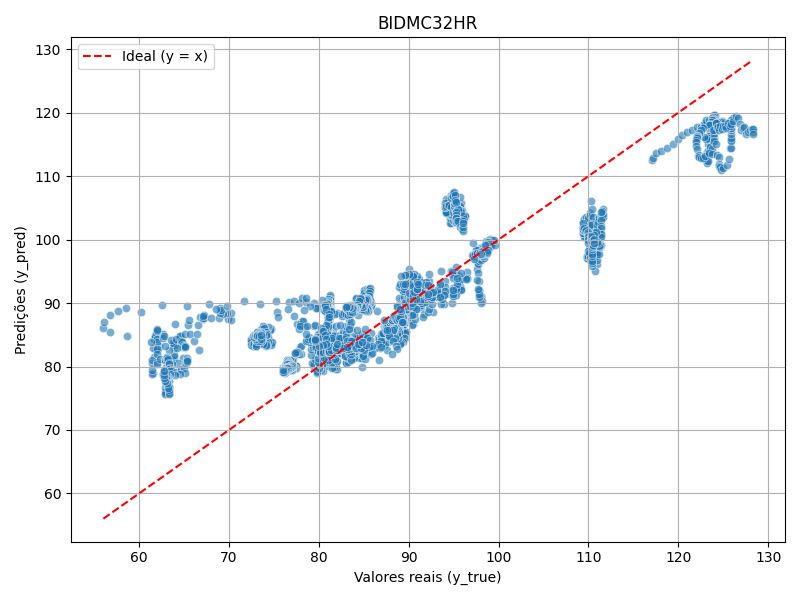 BIDMC32HR
Ideal (y = x)
130
120
110
100
90
80
70
60
Predições (y_pred)
60 70 80 90 100 110 120 130
Valores reais (y_true)